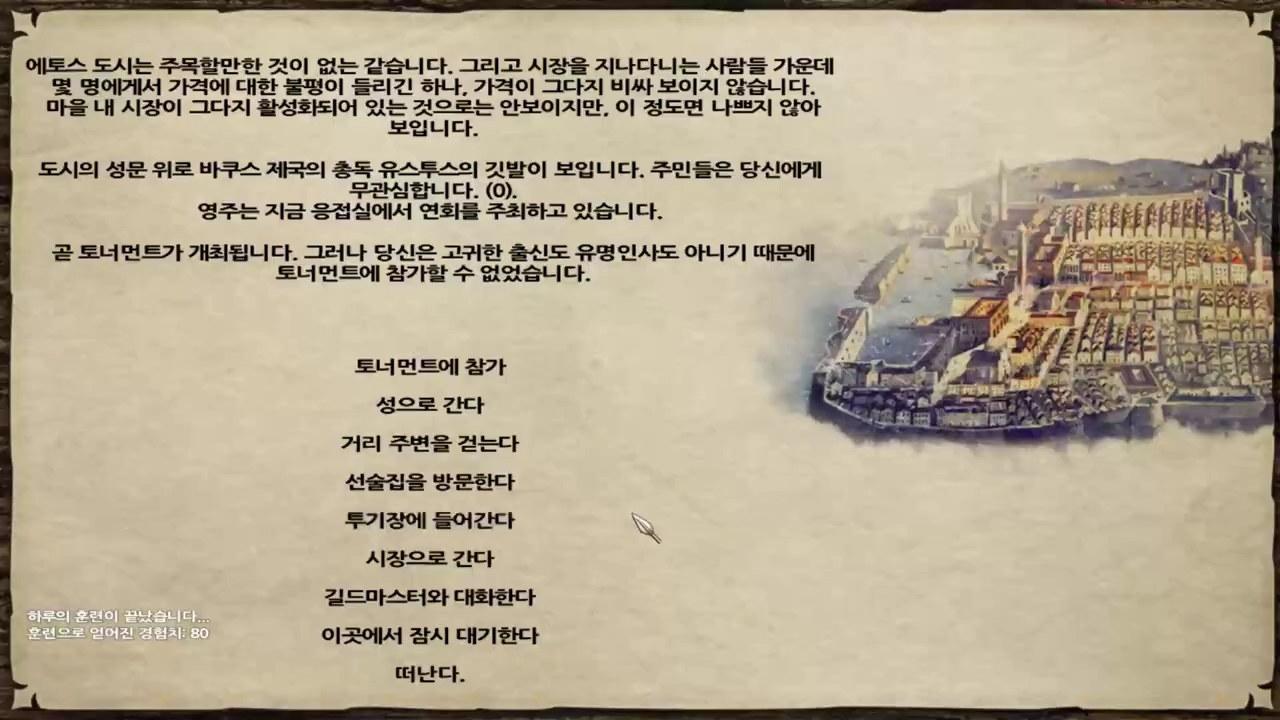 에토스 도시는 주목할만한 것이 없는 같습니다. 그리고 시장을 지나다니는 사람들 가운데
몇 명에게서 가격에 대한 불평이 들리긴 하나, 가격이 그다지 비싸 보이지 않습니다.
마을 내 시장이 그다지 활성화되어 있는 것으로는 안보이지만, 이 정도면 나쁘지 않아
보입니다.
도시의 성문 위로 바쿠스 제국의 총독 유스투스의 깃발이 보입니다. 주민들은 당신에게
무관심합니다. (0).
영주는 지금 응접실에서 연회를 주최하고 있습니다.
곧 토너먼트가 개최됩니다. 그러나 당신은 고귀한 출신도 유명인사도 아니기 때문에
토너먼트에 참가할 수 없었습니다.
토너먼트에 참가
성으로 간다
거리 주변을 걷는다
선술집을 방문한다
투기장에 들어간다
시장으로 간다
길드마스터와 대화한다
이곳에서 잠시 대기한다
떠난다.
하루의 훈련이 끝났습니다...
훈련으로 얻어진 경험치: 80